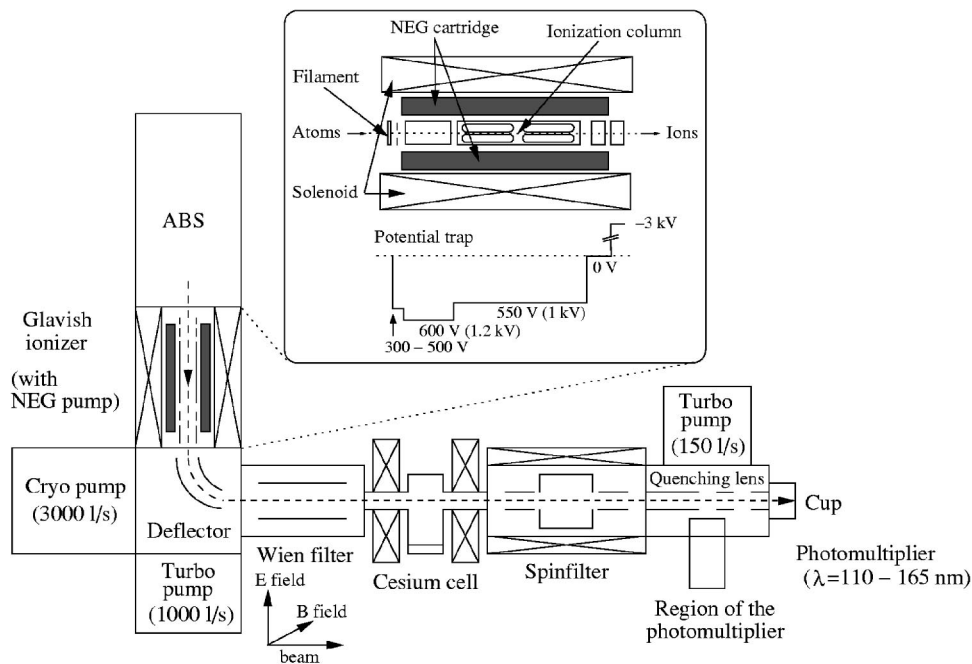 NEG cartridge
Ionization column
Filament
Atoms
Ions
Solenoid
Potential trap
−3 kV
0 V
550 V (1 kV)
600 V (1.2 kV)
300 – 500 V
ABS
Glavish
ionizer
(with
NEG pump)
Cryo pump
(3000 l/s)
Deflector
Turbo
pump
(1000 l/s)
Wien filter
E field
B field
beam
Cesium cell
Spinfilter
Turbo
pump
(150 l/s)
Quenching lens
Cup
Photomultiplier
(λ=110 – 165 nm)
Region of the
photomultiplier